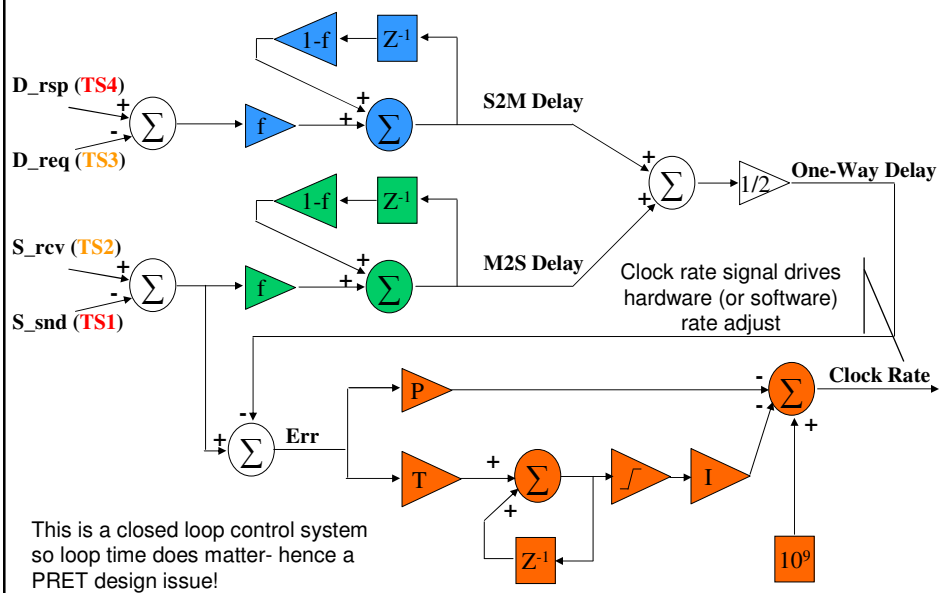 1-f
Z-1
D_rsp (TS4)
+
-
D_req (TS3)
Σ
f
+
+
Σ
S2M Delay
+
+
Σ
1/2
One-Way Delay
1-f
Z-1
S_rcv (TS2)
+
-
S_snd (TS1)
Σ
f
+
+
Σ
M2S Delay
Clock rate signal drives
hardware (or software)
rate adjust
P
-
-
+
Σ
Clock Rate
-
+
Σ
Err
T
+
+
Σ
I
Z-1
10⁹
This is a closed loop control system
so loop time does matter- hence a
PRET design issue!